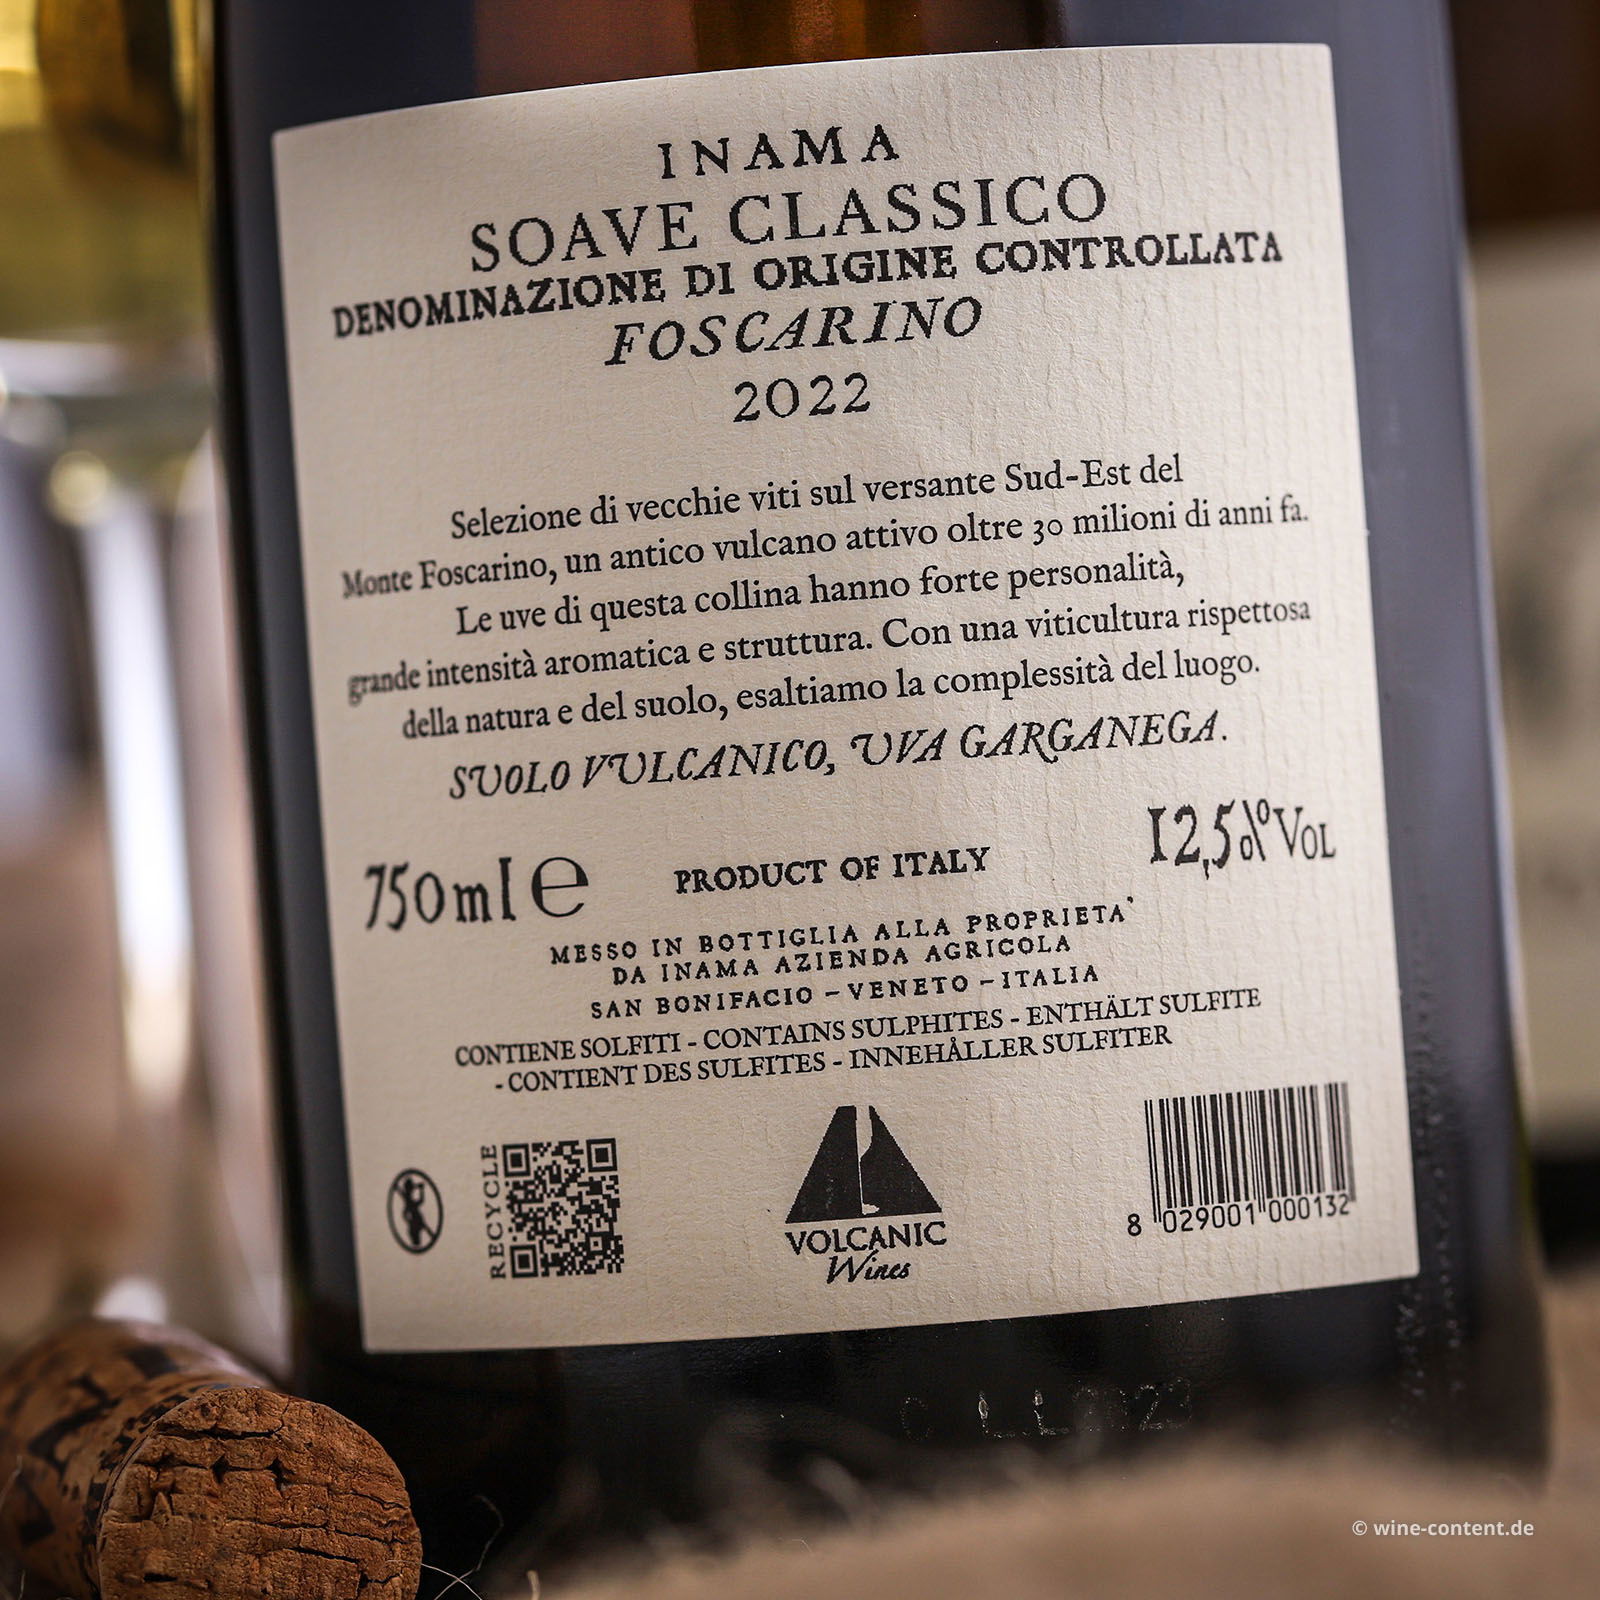 INAMA
SOAVE CLASSICO
DENOMINAZIONE DI ORIGINE CONTROLLATA
FOSCARINO
2022
Selezione di vecchie viti sul versante Sud-Est del
Monte Foscarino, un antico vulcano attivo oltre 30 milioni di anni fa.
Le uve di questa collina hanno forte personalità,
grande intensità aromatica e struttura. Con una viticultura rispettosa
della natura e del suolo, esaltiamo la complessità del luogo.
SUOLO VULCANICO, UVA GARGANEGA.
750ml e
PRODUCT OF ITALY
12,5% VOL
MESSO IN BOTTIGLIA ALLA PROPRIETA'
DA INAMA AZIENDA AGRICOLA
SAN BONIFACIO - VENETO - ITALIA
CONTIENE SOLFITI - CONTAINS SULPHITES - ENTHÄLT SULFITE
- CONTIENT DES SULFITES - INNEHÅLLER SULFITER
RECYCLE
VOLCANIC
Wines
8 029001 000132
© wine-content.de